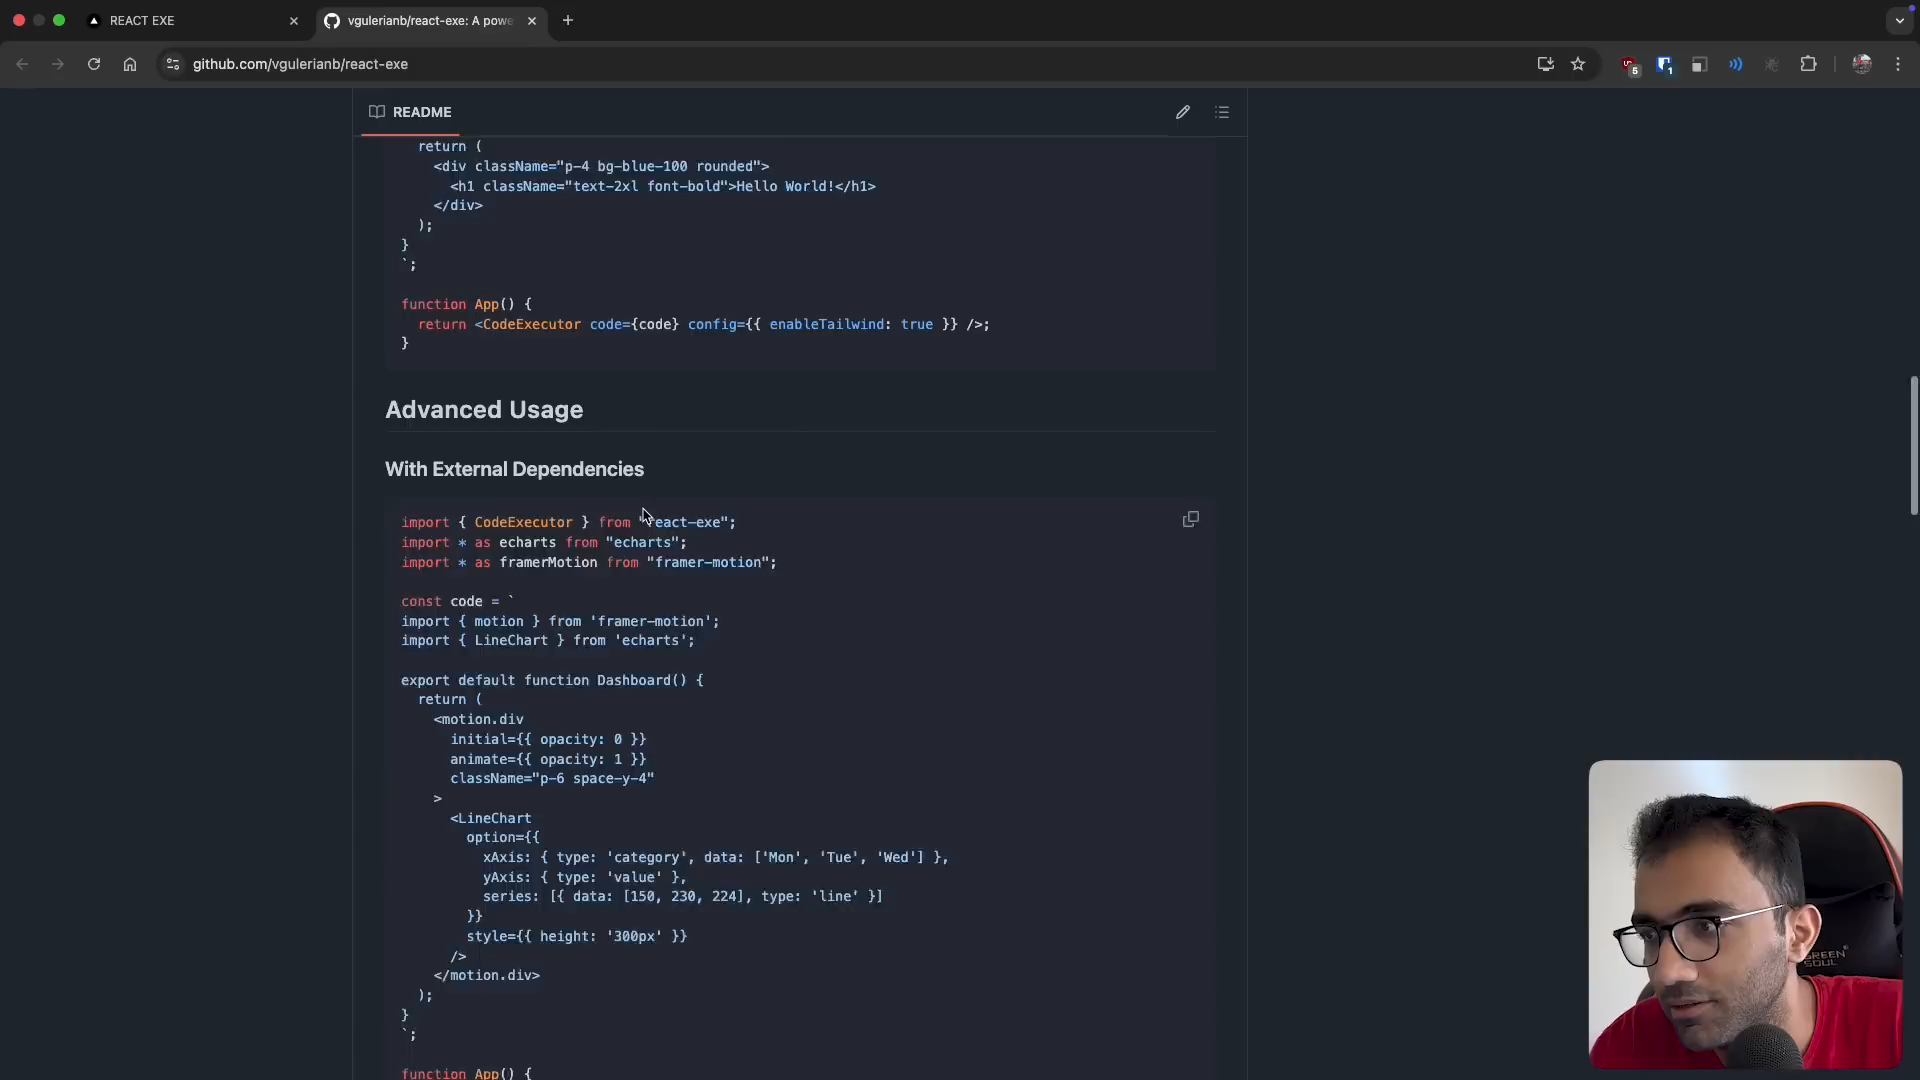 REACT EXE
vgulerianb/react-exe: A powe
github.com/vgulerianb/react-exe
5
1
README
return (
<div className="p-4 bg-blue-100 rounded">
<h1 className="text-2xl font-bold">Hello World!</h1>
</div>
);
}
`;
function App() {
return <CodeExecutor code={code} config={{ enableTailwind: true }} />;
}
Advanced Usage
With External Dependencies
import { CodeExecutor } from "react-exe";
import * as echarts from "echarts";
import * as framerMotion from "framer-motion";
const code = `
import { motion } from 'framer-motion';
import { LineChart } from 'echarts';
export default function Dashboard() {
return (
<motion.div
initial={{ opacity: 0 }}
animate={{ opacity: 1 }}
className="p-6 space-y-4"
>
<LineChart
option={{
xAxis: { type: 'category', data: ['Mon', 'Tue', 'Wed'] },
yAxis: { type: 'value' },
series: [{ data: [150, 230, 224], type: 'line' }]
}}
style={{ height: '300px' }}
/>
</motion.div>
);
}
`;
function App() {
GREEN
SOUL